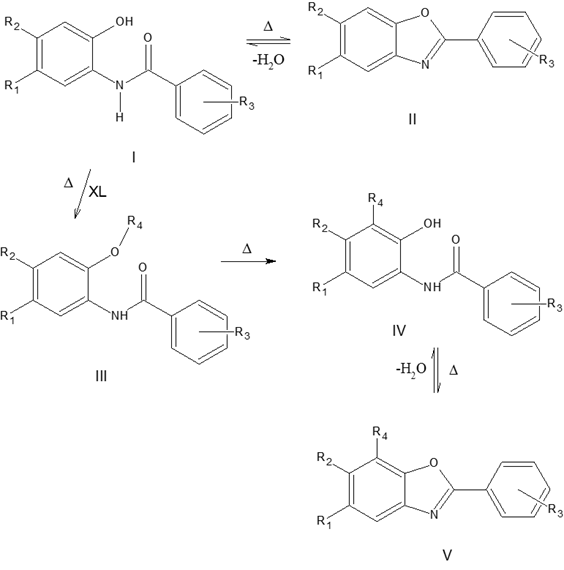 R2 OH O
R1 N H R3
I
Δ
-H2O
R2 O
R1 N R3
II
Δ XL
R4
R2 O O
R1 NH R3
III
Δ
R4
R2 OH O
R1 NH R3
IV
-H2O Δ
R4
R2 O
R1 N R3
V